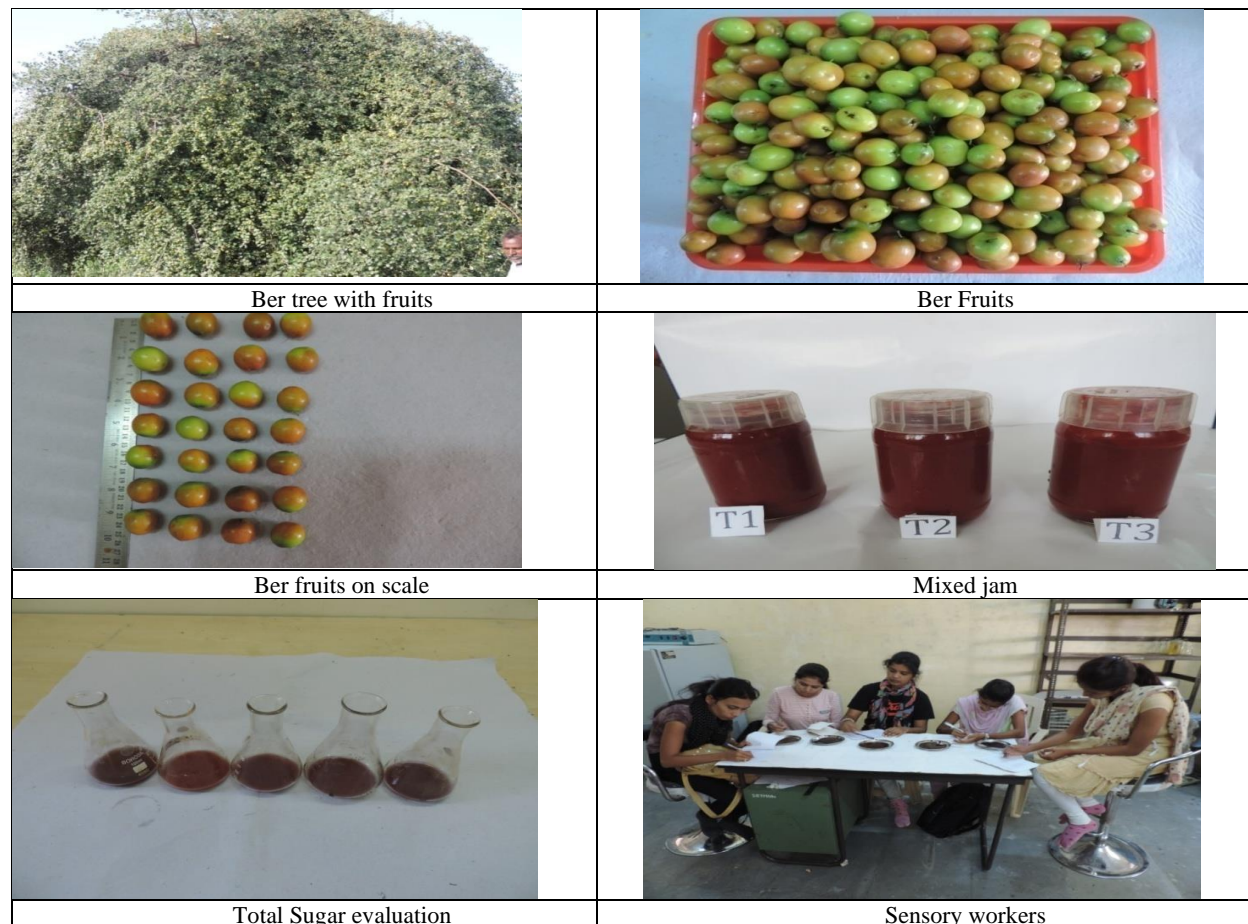 Ber tree with fruits
Ber Fruits
Ber fruits on scale
Mixed jam
T1
T2
T3
Total Sugar evaluation
Sensory workers